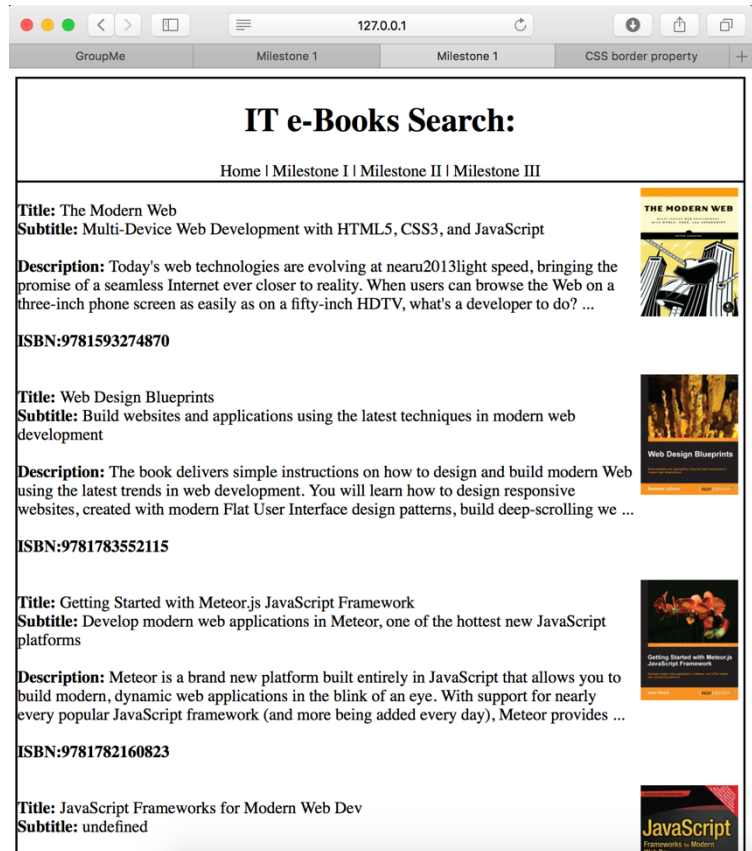 127.0.0.1
GroupMe
Milestone 1
Milestone 1
CSS border property
IT e-Books Search:
Home | Milestone I | Milestone II | Milestone III
Title: The Modern Web
Subtitle: Multi-Device Web Development with HTML5, CSS3, and JavaScript
Description: Today's web technologies are evolving at nearu2013light speed, bringing the
promise of a seamless Internet ever closer to reality. When users can browse the Web on a
three-inch phone screen as easily as on a fifty-inch HDTV, what's a developer to do? ...
ISBN:9781593274870
THE MODERN WEB
Title: Web Design Blueprints
Subtitle: Build websites and applications using the latest techniques in modern web
development
Description: The book delivers simple instructions on how to design and build modern Web
using the latest trends in web development. You will learn how to design responsive
websites, created with modern Flat User Interface design patterns, build deep-scrolling we ...
ISBN:9781783552115
Web Design Blueprints
Title: Getting Started with Meteor.js JavaScript Framework
Subtitle: Develop modern web applications in Meteor, one of the hottest new JavaScript
platforms
Description: Meteor is a brand new platform built entirely in JavaScript that allows you to
build modern, dynamic web applications in the blink of an eye. With support for nearly
every popular JavaScript framework (and more being added every day), Meteor provides ...
ISBN:9781782160823
Getting Started with Meteor.js
JavaScript Framework
Title: JavaScript Frameworks for Modern Web Dev
Subtitle: undefined
JavaScript
Frameworks for Modern